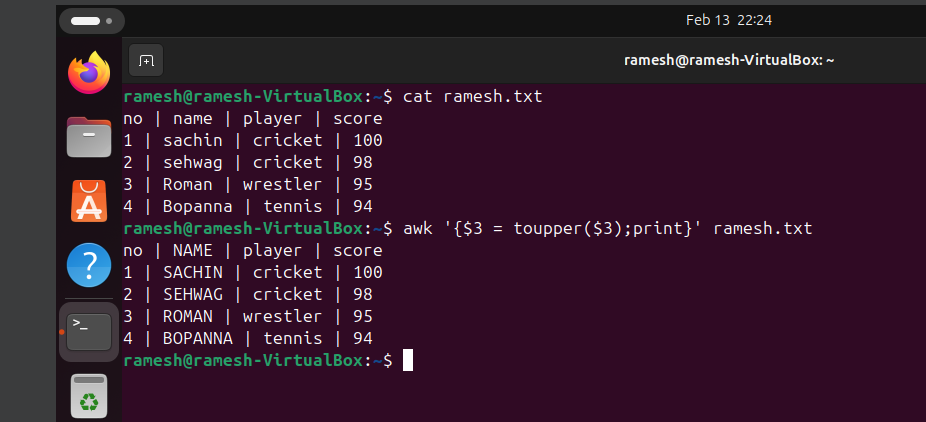 Feb 13 22:24
ramesh@ramesh-VirtualBox: ~
ramesh@ramesh-VirtualBox:~$ cat ramesh.txt
no | name | player | score
1 | sachin | cricket | 100
2 | sehwag | cricket | 98
3 | Roman | wrestler | 95
4 | Bopanna | tennis | 94
ramesh@ramesh-VirtualBox:~$ awk '{$3 = toupper($3);print}' ramesh.txt
no | NAME | player | score
1 | SACHIN | cricket | 100
2 | SEHWAG | cricket | 98
3 | ROMAN | wrestler | 95
4 | BOPANNA | tennis | 94
ramesh@ramesh-VirtualBox:~$